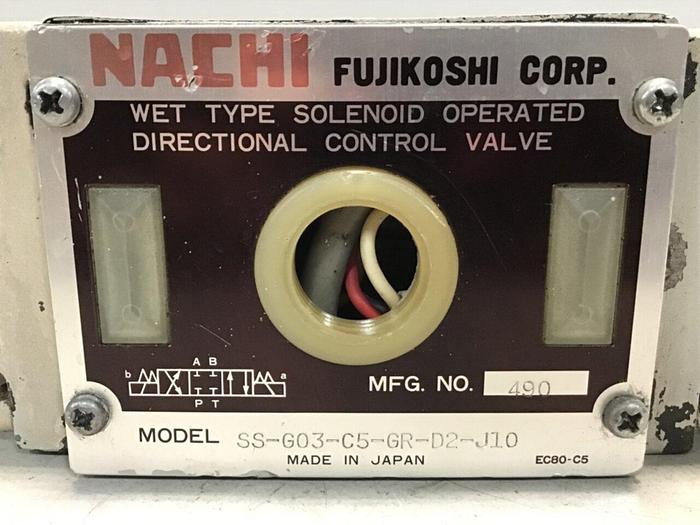 NACHI FUJIKOSHI CORP.
WET TYPE SOLENOID OPERATED
DIRECTIONAL CONTROL VALVE
A B
b a
P T
MFG. NO. 490
MODEL SS-G03-C5-GR-D2-J10
MADE IN JAPAN EC80-C5